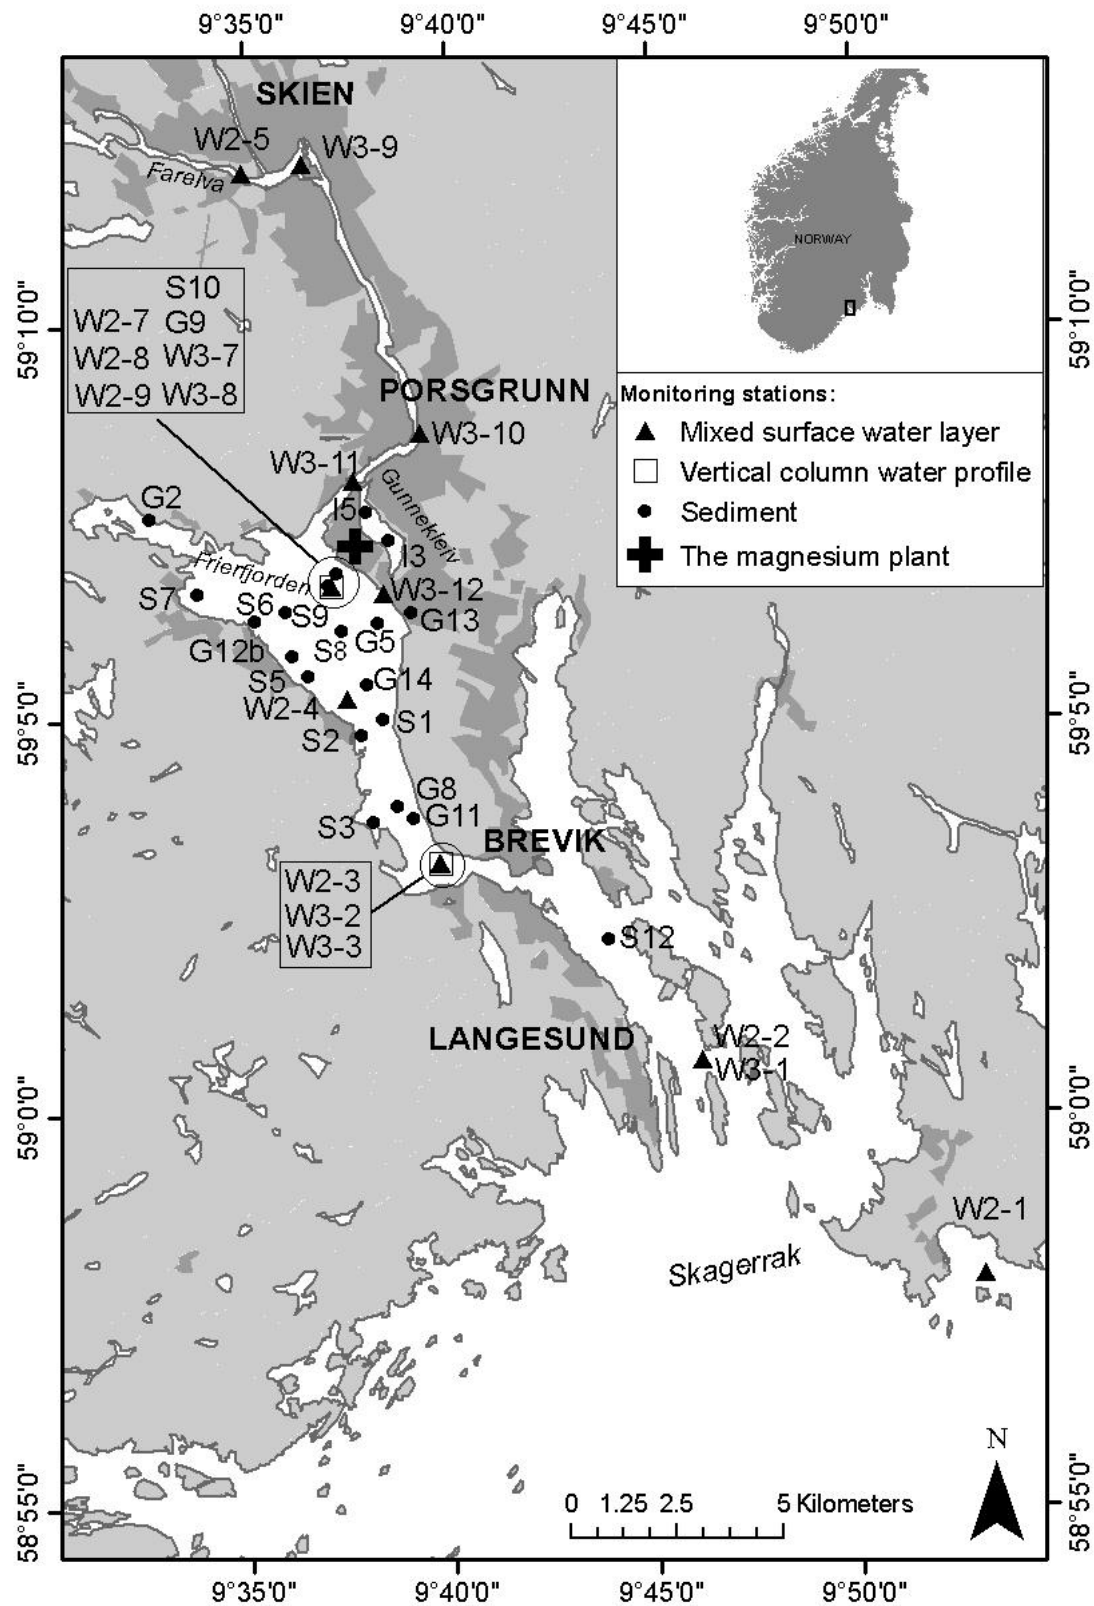 9°35'0" 9°40'0" 9°45'0" 9°50'0"
SKIEN
W2-5 W3-9
Farelva
NORWAY
S10
W2-7 G9
W2-8 W3-7
W2-9 W3-8
59°10'0" 59°10'0"
PORSGRUNN
Monitoring stations:
Mixed surface water layer
Vertical column water profile
Sediment
The magnesium plant
W3-10
W3-11
Gunnekleiv
G2
I5
I3
Frierfjorden
S7
S6
S9
W3-12
G13
G12b
S8
G5
S5
G14
W2-4
S1
S2
59°5'0" 59°5'0"
G8
G11
S3
BREVIK
W2-3
W3-2
W3-3
S12
LANGESUND
W2-2
W3-1
59°0'0" 59°0'0"
W2-1
Skagerrak
N
0 1.25 2.5 5 Kilometers
58°55'0" 58°55'0"
9°35'0" 9°40'0" 9°45'0" 9°50'0"